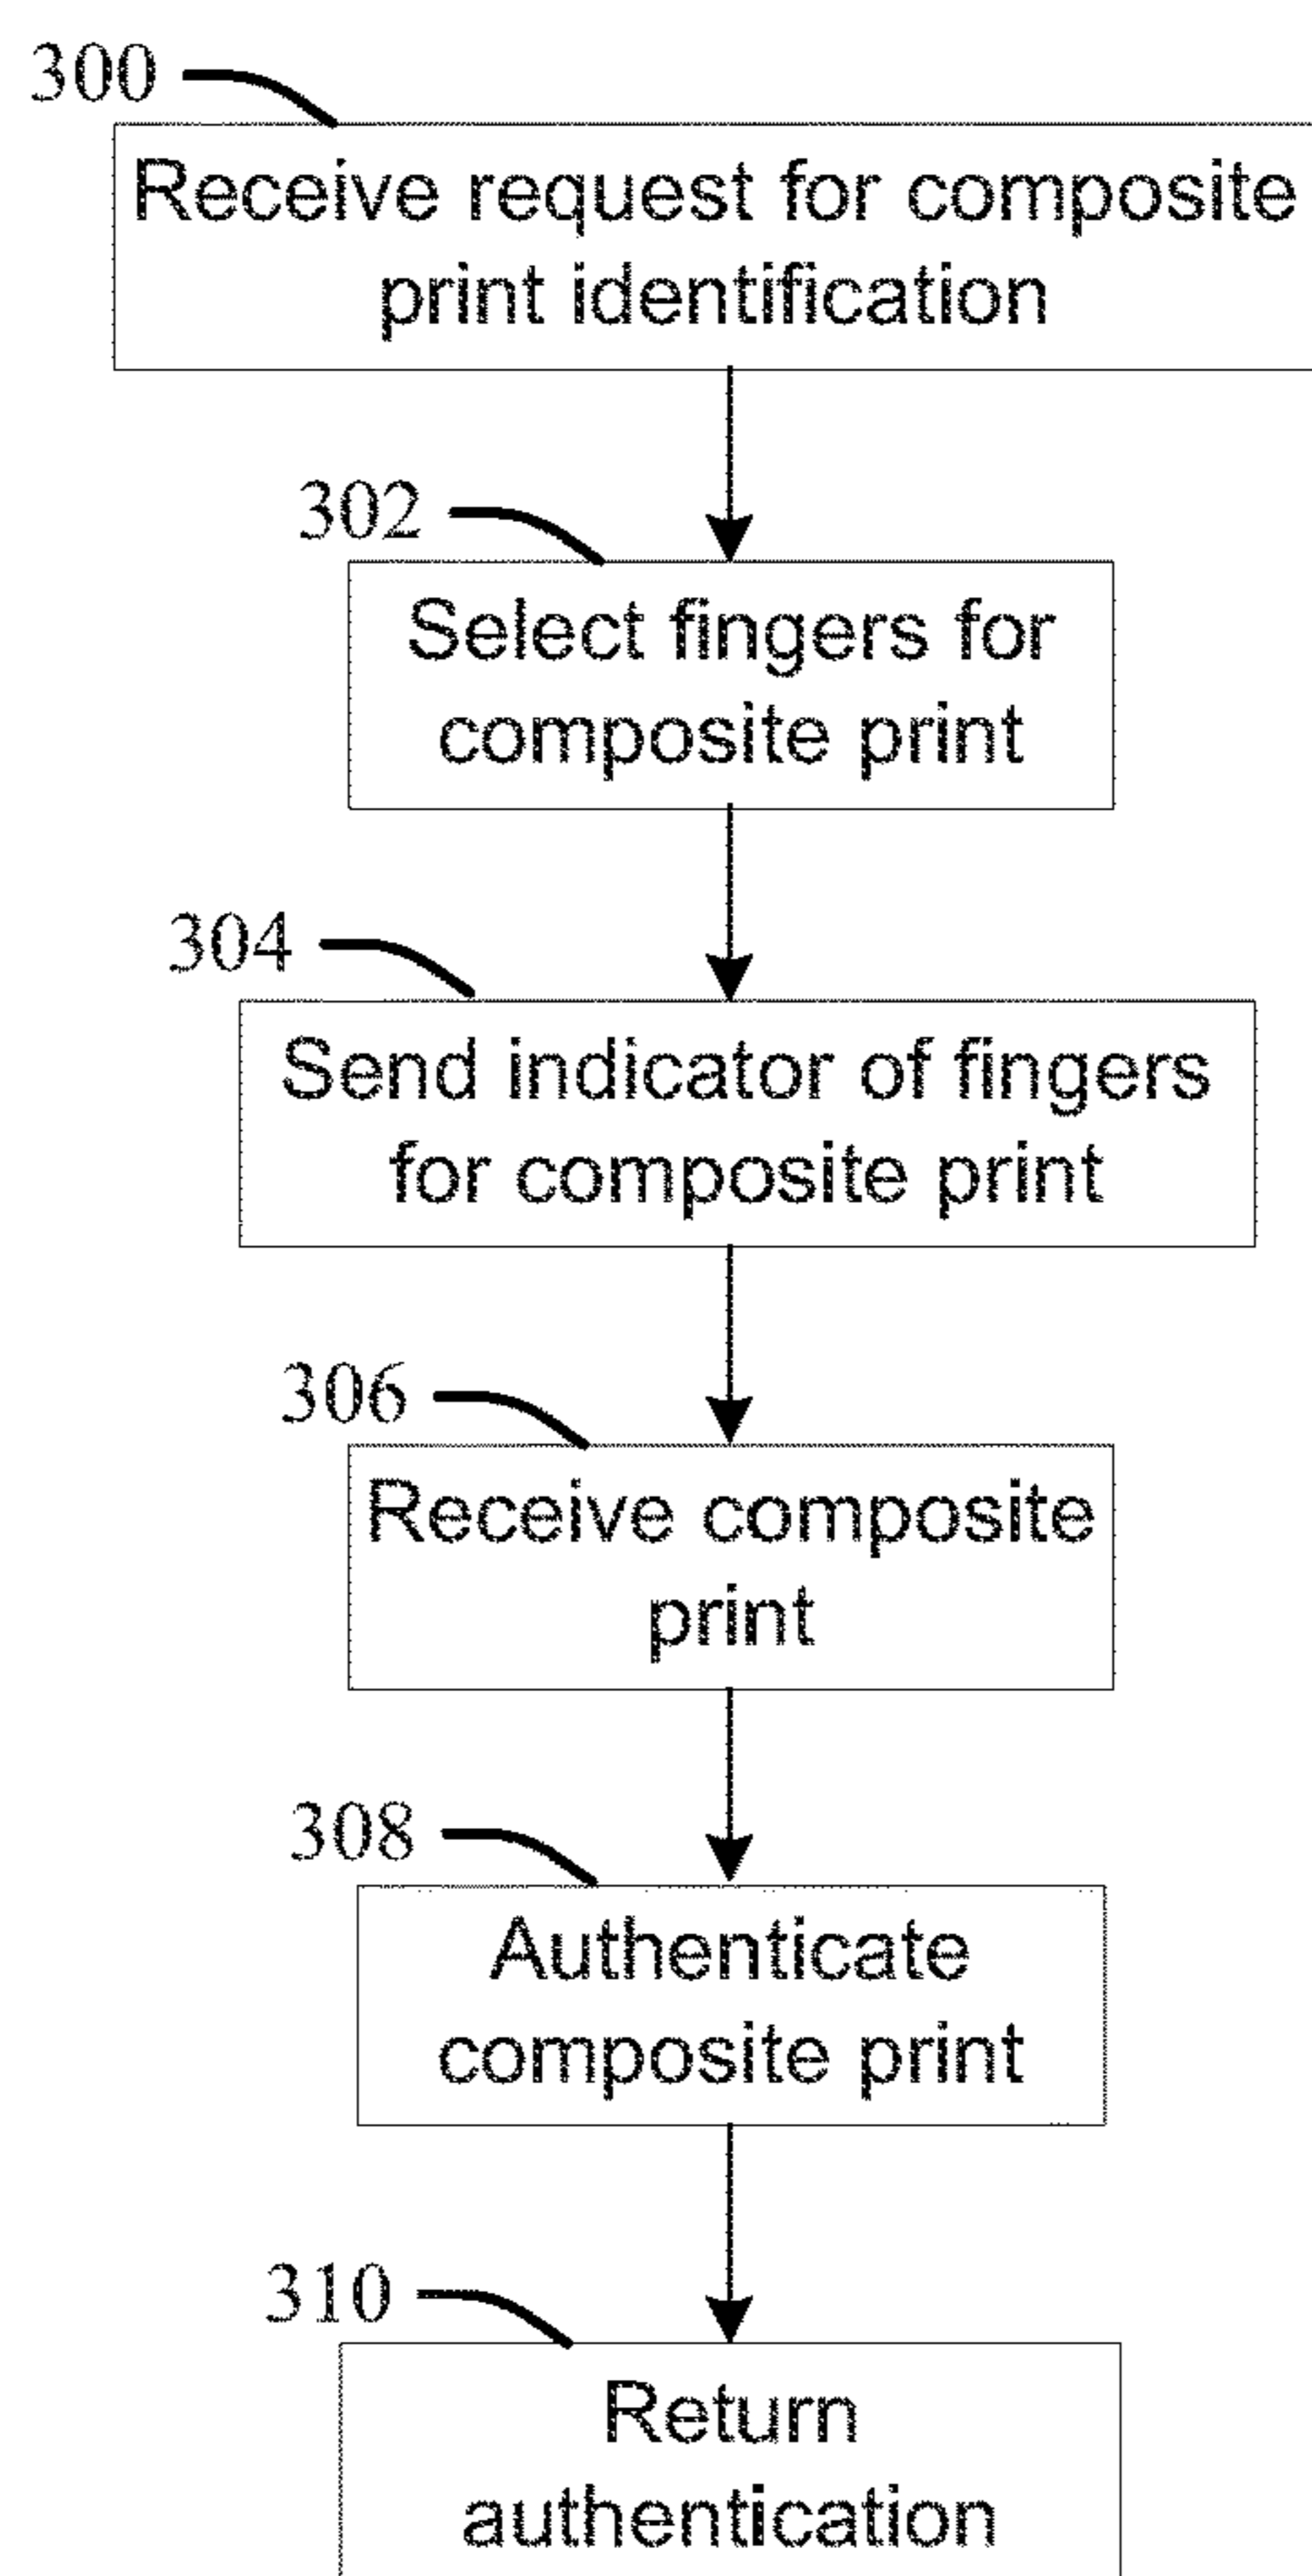 300
Receive request for composite
print identification
302
Select fingers for
composite print
304
Send indicator of fingers
for composite print
306
Receive composite
print
308
Authenticate
composite print
310
Return
authentication